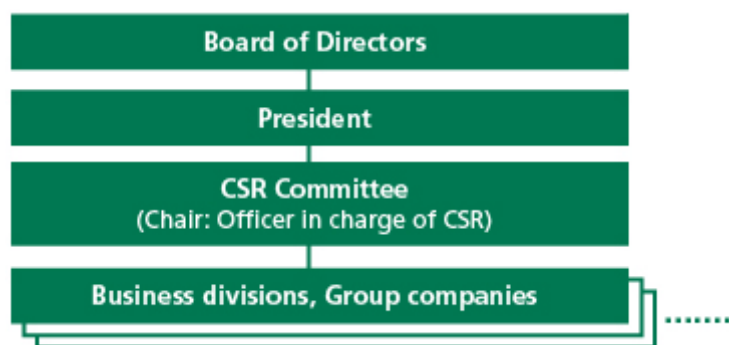 Board of Directors
President
CSR Committee
(Chair: Officer in charge of CSR)
Business divisions, Group companies